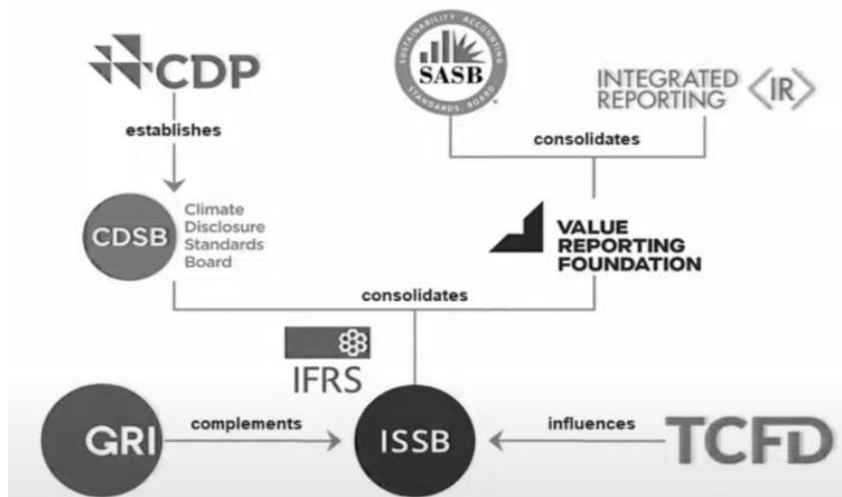 CDP
SUSTAINABILITY ACCOUNTING
SASB
STANDARDS BOARD
INTEGRATED
REPORTING
<IR>
establishes
consolidates
CDSB
Climate
Disclosure
Standards
Board
VALUE
REPORTING
FOUNDATION
consolidates
IFRS
GRI
complements
ISSB
influences
TCFD